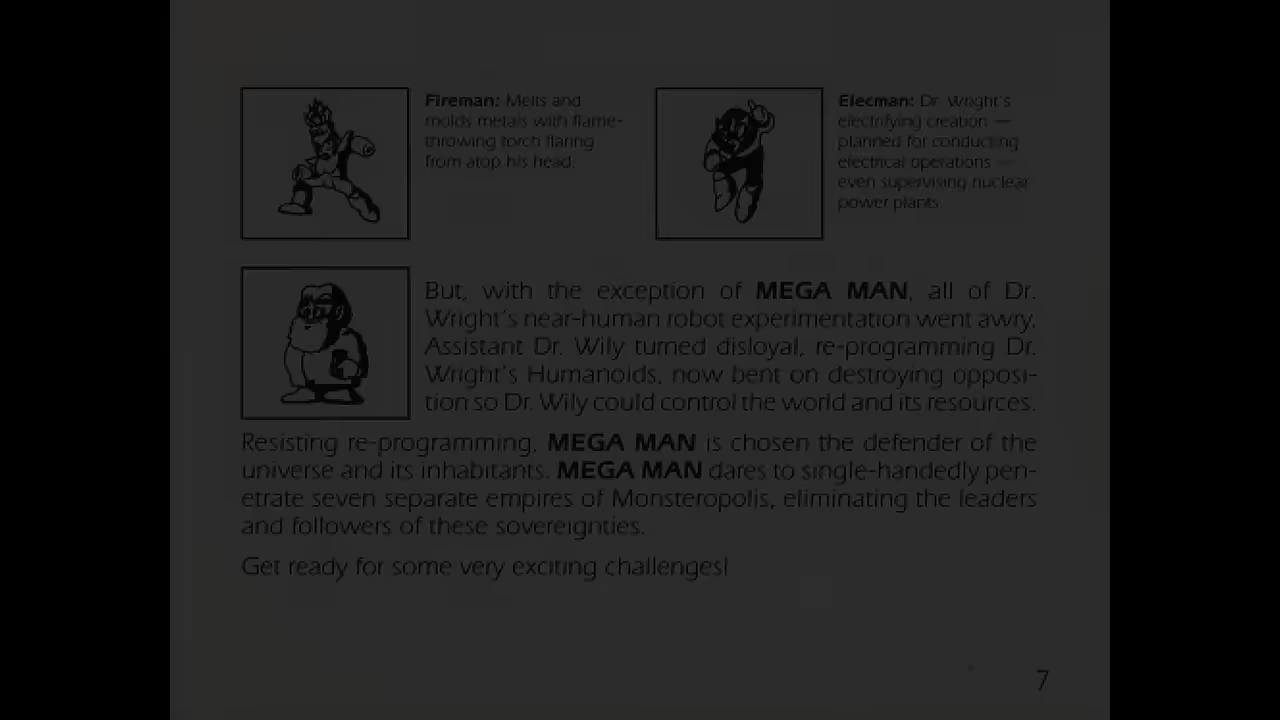 Fireman: Melts and
molds metals with flame-
throwing torch flaring
from atop his head.
Elecman: Dr. Wright's
electrifying creation —
planned for conducting
electrical operations —
even supervising nuclear
power plants.
But, with the exception of MEGA MAN, all of Dr.
Wright's near-human robot experimentation went awry.
Assistant Dr. Wily turned disloyal, re-programming Dr.
Wright's Humanoids, now bent on destroying opposi-
tion so Dr. Wily could control the world and its resources.
Resisting re-programming, MEGA MAN is chosen the defender of the
universe and its inhabitants. MEGA MAN dares to single-handedly pen-
etrate seven separate empires of Monsteropolis, eliminating the leaders
and followers of these sovereignties.
Get ready for some very exciting challenges!
7